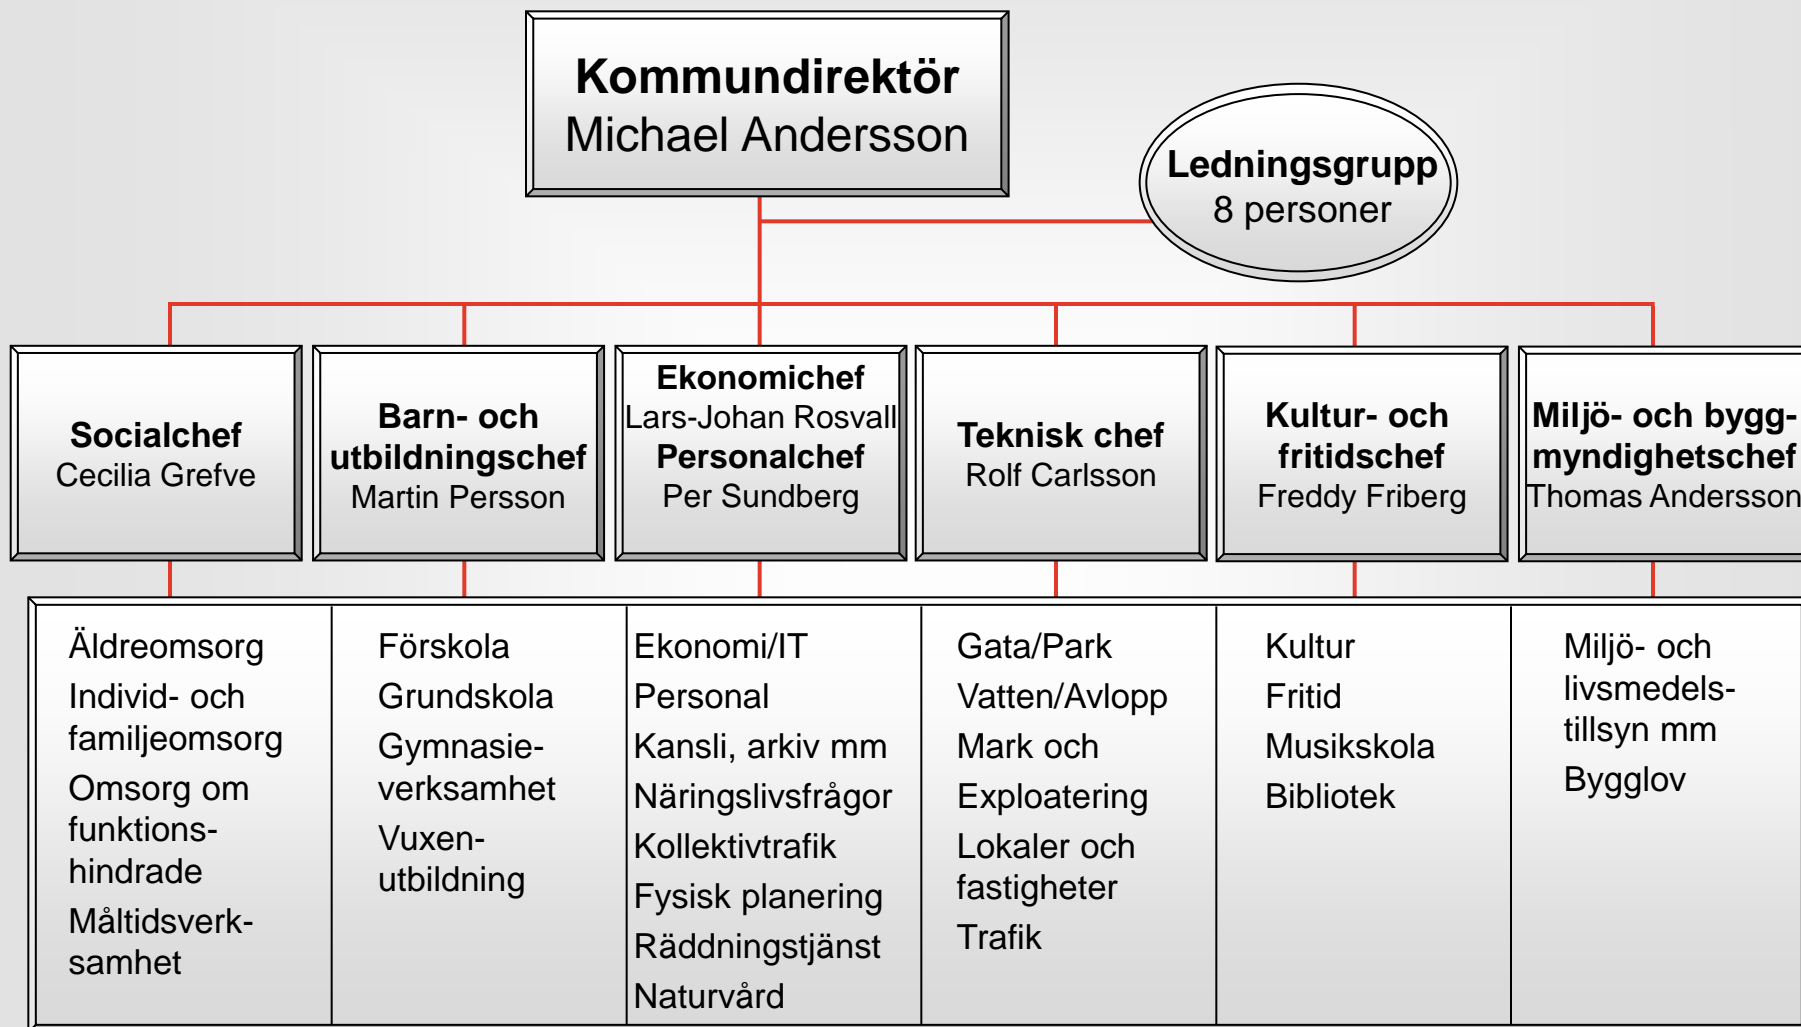 Kommundirektör
Michael Andersson
Ledningsgrupp
8 personer
Socialchef
Cecilia Grefve
Barn- och
utbildningschef
Martin Persson
Ekonomichef
Lars-Johan Rosvall
Personalchef
Per Sundberg
Teknisk chef
Rolf Carlsson
Kultur- och
fritidschef
Freddy Friberg
Miljö- och bygg-
myndighetschef
Thomas Andersson
Äldreomsorg
Individ- och
familjeomsorg
Omsorg om
funktions-
hindrade
Måltidsverk-
samhet
Förskola
Grundskola
Gymnasie-
verksamhet
Vuxen-
utbildning
Ekonomi/IT
Personal
Kansli, arkiv mm
Näringslivsfrågor
Kollektivtrafik
Fysisk planering
Räddningstjänst
Naturvård
Gata/Park
Vatten/Avlopp
Mark och
Exploatering
Lokaler och
fastigheter
Trafik
Kultur
Fritid
Musikskola
Bibliotek
Miljö- och
livsmedels-
tillsyn mm
Bygglov